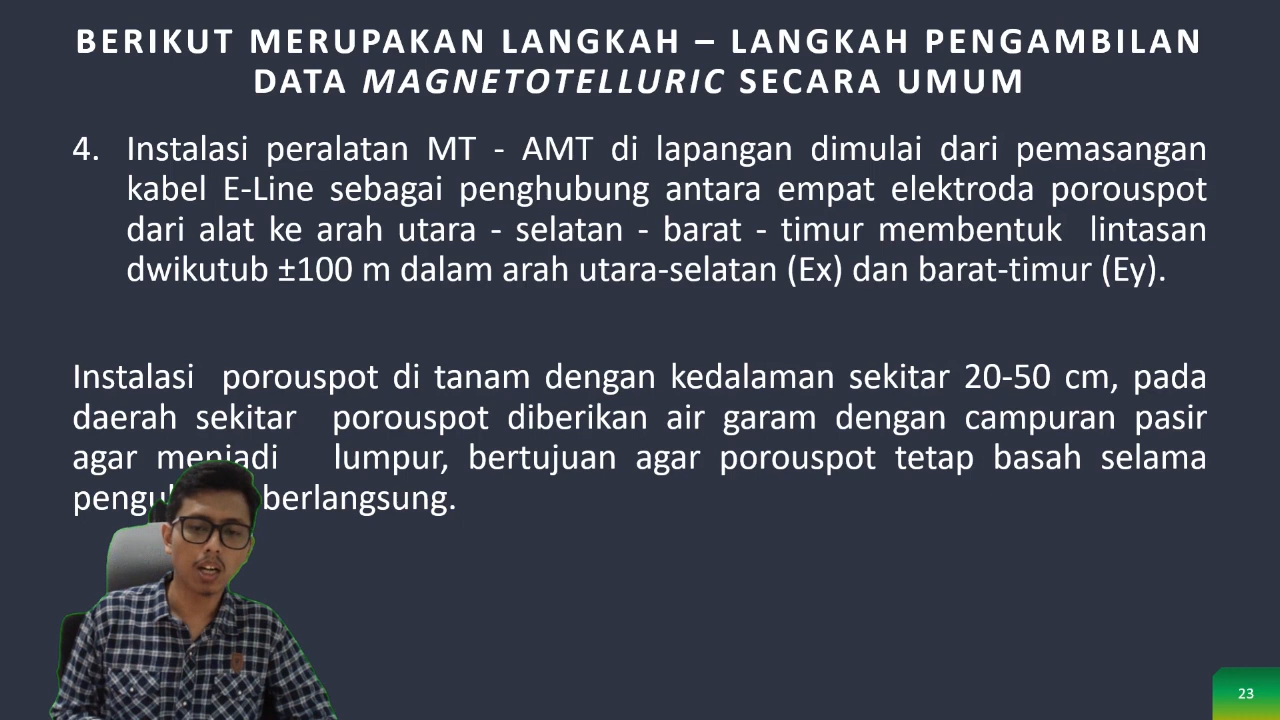 BERIKUT MERUPAKAN LANGKAH – LANGKAH PENGAMBILAN
DATA MAGNETOTELLURIC SECARA UMUM
4. Instalasi peralatan MT - AMT di lapangan dimulai dari pemasangan
kabel E-Line sebagai penghubung antara empat elektroda porouspot
dari alat ke arah utara - selatan - barat - timur membentuk lintasan
dwikutub ±100 m dalam arah utara-selatan (Ex) dan barat-timur (Ey).
Instalasi porouspot di tanam dengan kedalaman sekitar 20-50 cm, pada
daerah sekitar porouspot diberikan air garam dengan campuran pasir
agar menjadi lumpur, bertujuan agar porouspot tetap basah selama
berlangsung.
23